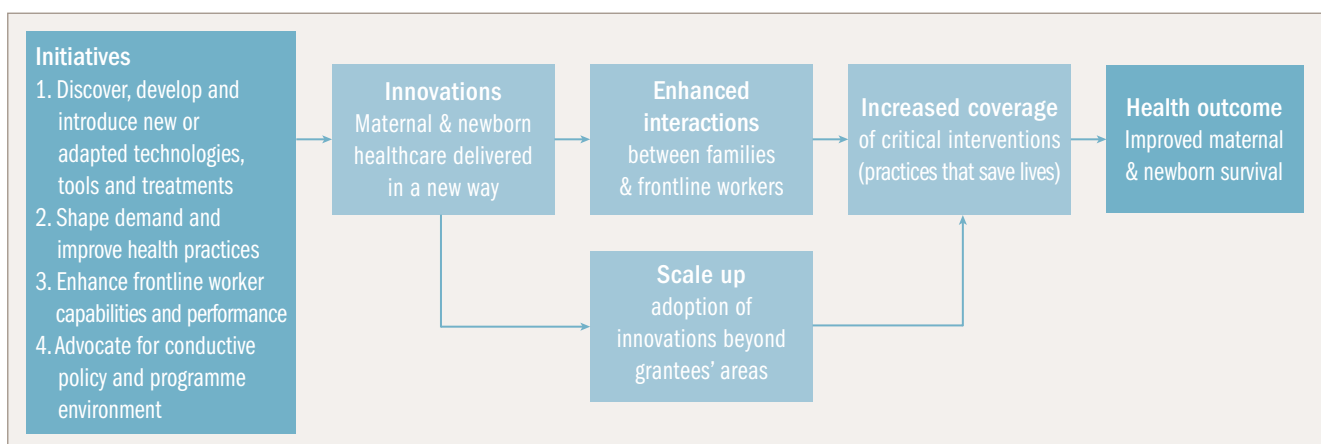 Initiatives
1. Discover, develop and
introduce new or
adapted technologies,
tools and treatments
2. Shape demand and
improve health practices
3. Enhance frontline worker
capabilities and performance
4. Advocate for conductive
policy and programme
environment
Innovations
Maternal & newborn
healthcare delivered
in a new way
Enhanced
interactions
between families
& frontline workers
Scale up
adoption of
innovations beyond
grantees’ areas
Increased coverage
of critical interventions
(practices that save lives)
Health outcome
Improved maternal
& newborn survival